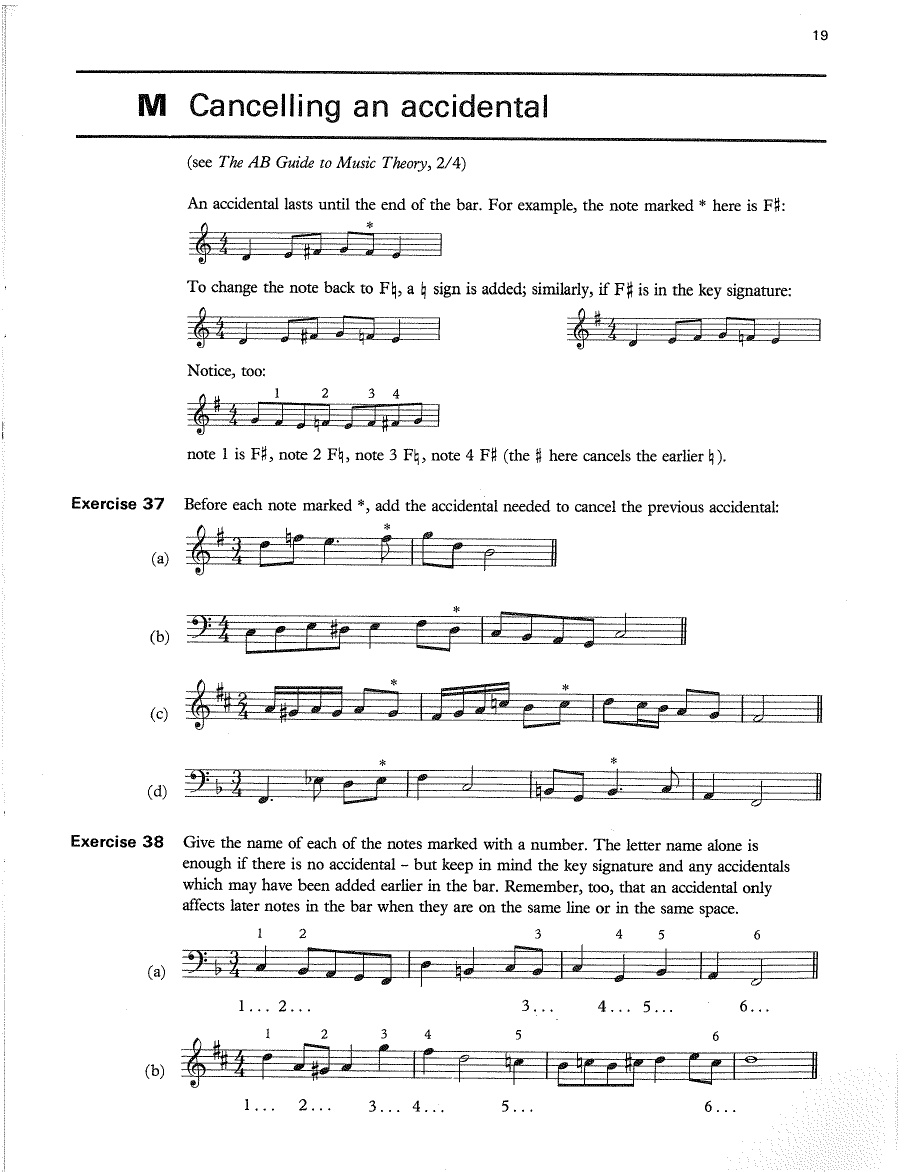 19
M Cancelling an accidental
(see The AB Guide to Music Theory, 2/4)
An accidental lasts until the end of the bar. For example, the note marked * here is F♯:
*
To change the note back to F♮, a ♮ sign is added; similarly, if F♯ is in the key signature:
Notice, too:
1 2 3 4
note 1 is F♯, note 2 F♮, note 3 F♮, note 4 F♯ (the ♯ here cancels the earlier ♮).
Exercise 37 Before each note marked *, add the accidental needed to cancel the previous accidental:
*
(a)
*
(b)
* *
(c)
* *
(d)
Exercise 38 Give the name of each of the notes marked with a number. The letter name alone is
enough if there is no accidental – but keep in mind the key signature and any accidentals
which may have been added earlier in the bar. Remember, too, that an accidental only
affects later notes in the bar when they are on the same line or in the same space.
1 2 3 4 5 6
(a)
1... 2... 3... 4... 5... 6...
1 2 3 4 5 6
(b)
1... 2... 3... 4... 5... 6...